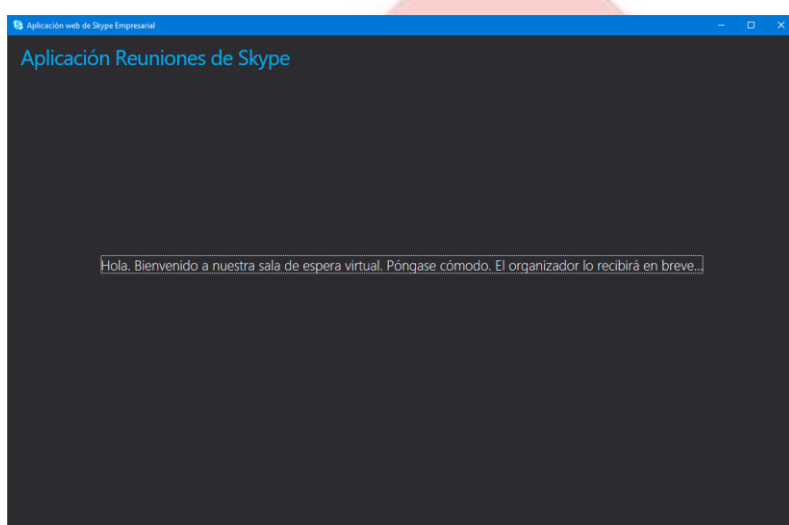 Aplicación web de Skype Empresarial
Aplicación Reuniones de Skype
Hola. Bienvenido a nuestra sala de espera virtual. Póngase cómodo. El organizador lo recibirá en breve...